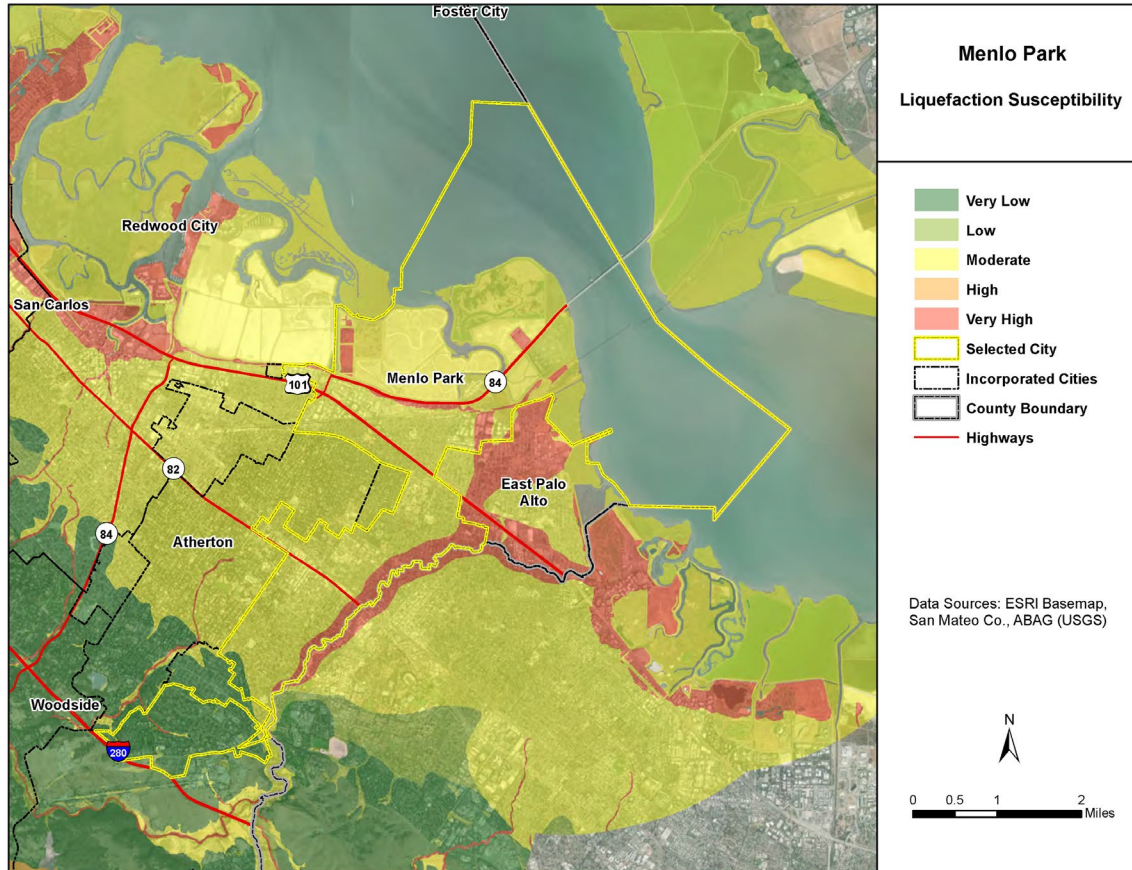 Foster City
Redwood City
San Carlos
101
Menlo Park
84
82
East Palo
Alto
84
Atherton
Woodside
280
Menlo Park
Liquefaction Susceptibility
Very Low
Low
Moderate
High
Very High
Selected City
Incorporated Cities
County Boundary
Highways
Data Sources: ESRI Basemap,
San Mateo Co., ABAG (USGS)
N
0 0.5 1 2
Miles